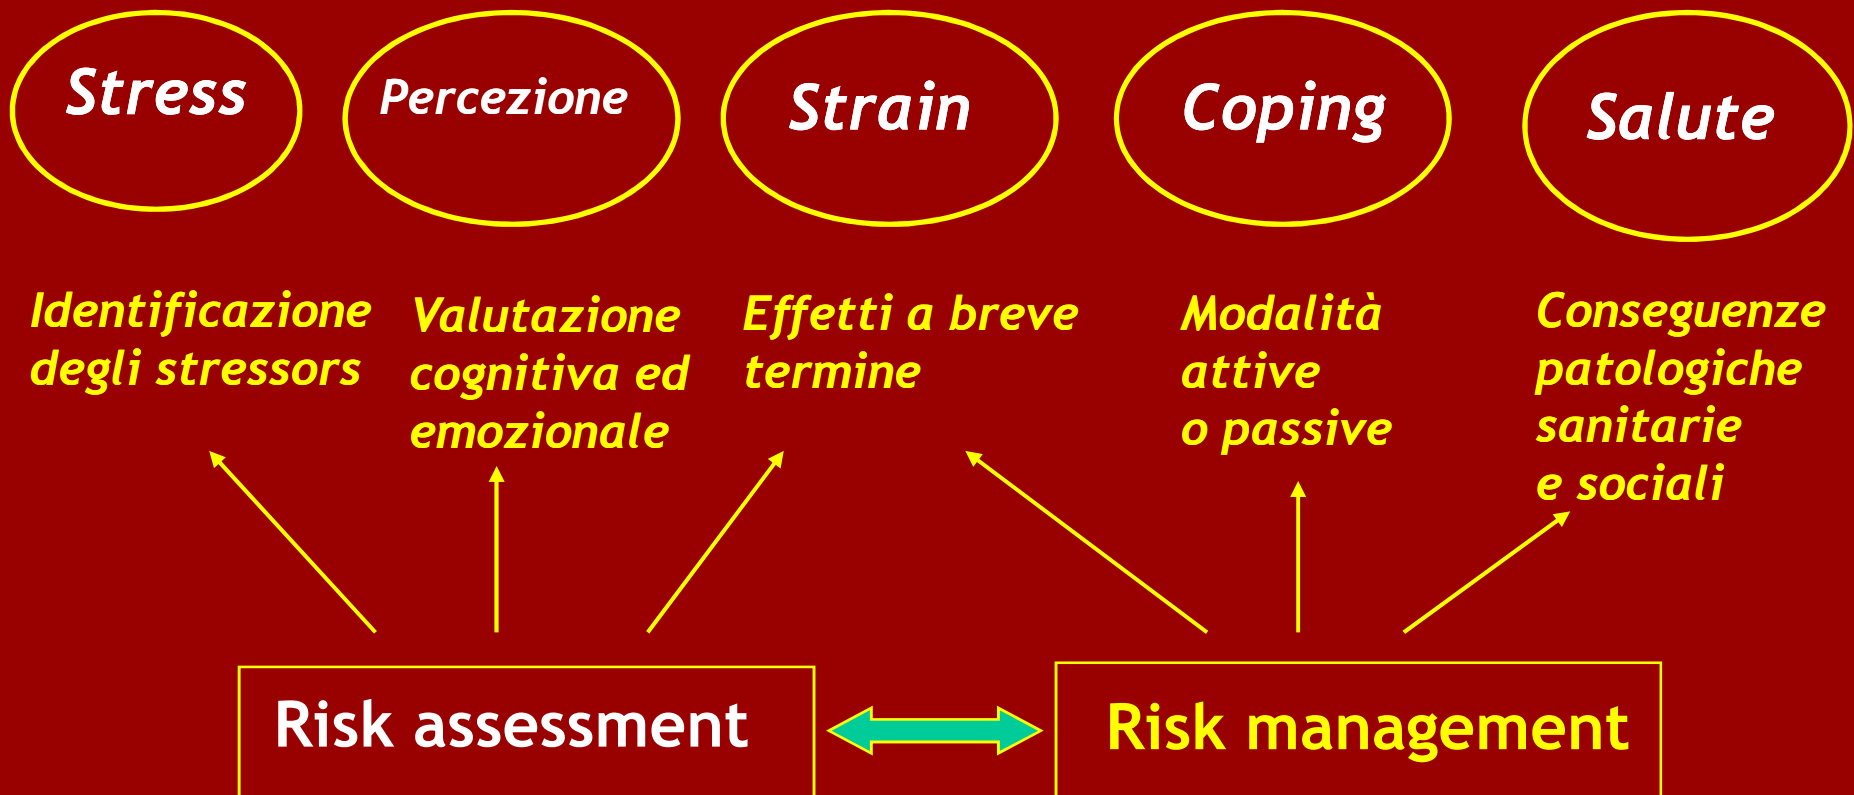 Stress
Percezione
Strain
Coping
Salute
Identificazione
degli stressors
Valutazione
cognitiva ed
emozionale
Effetti a breve
termine
Modalità
attive
o passive
Conseguenze
patologiche
sanitarie
e sociali
Risk assessment
Risk management